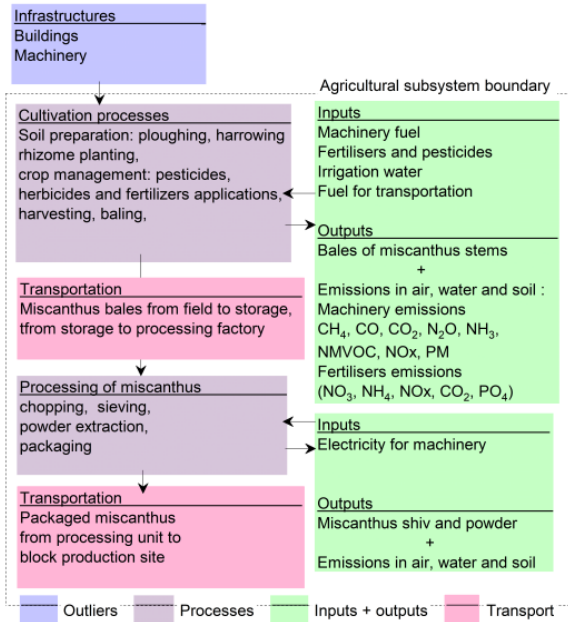 Infrastructures
Buildings
Machinery
Agricultural subsystem boundary
Cultivation processes
Soil preparation: ploughing, harrowing
rhizome planting,
crop management: pesticides,
herbicides and fertilizers applications,
harvesting, baling,
Inputs
Machinery fuel
Fertilisers and pesticides
Irrigation water
Fuel for transportation
Outputs
Bales of miscanthus stems
+
Emissions in air, water and soil :
Machinery emissions
CH₄, CO, CO₂, N₂O, NH₃,
NMVOC, NOx, PM
Fertilisers emissions
(NO₃, NH₄, NOx, CO₂, PO₄)
Transportation
Miscanthus bales from field to storage,
tfrom storage to processing factory
Processing of miscanthus
chopping, sieving,
powder extraction,
packaging
Inputs
Electricity for machinery
Outputs
Miscanthus shiv and powder
+
Emissions in air, water and soil
Transportation
Packaged miscanthus
from processing unit to
block production site
Outliers
Processes
Inputs + outputs
Transport